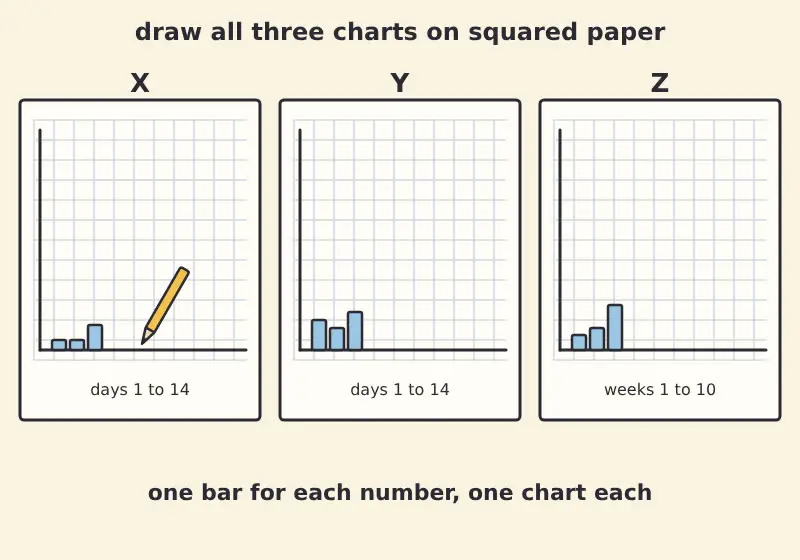 draw all three charts on squared paper
X
Y
Z
days 1 to 14
days 1 to 14
weeks 1 to 10
one bar for each number, one chart each